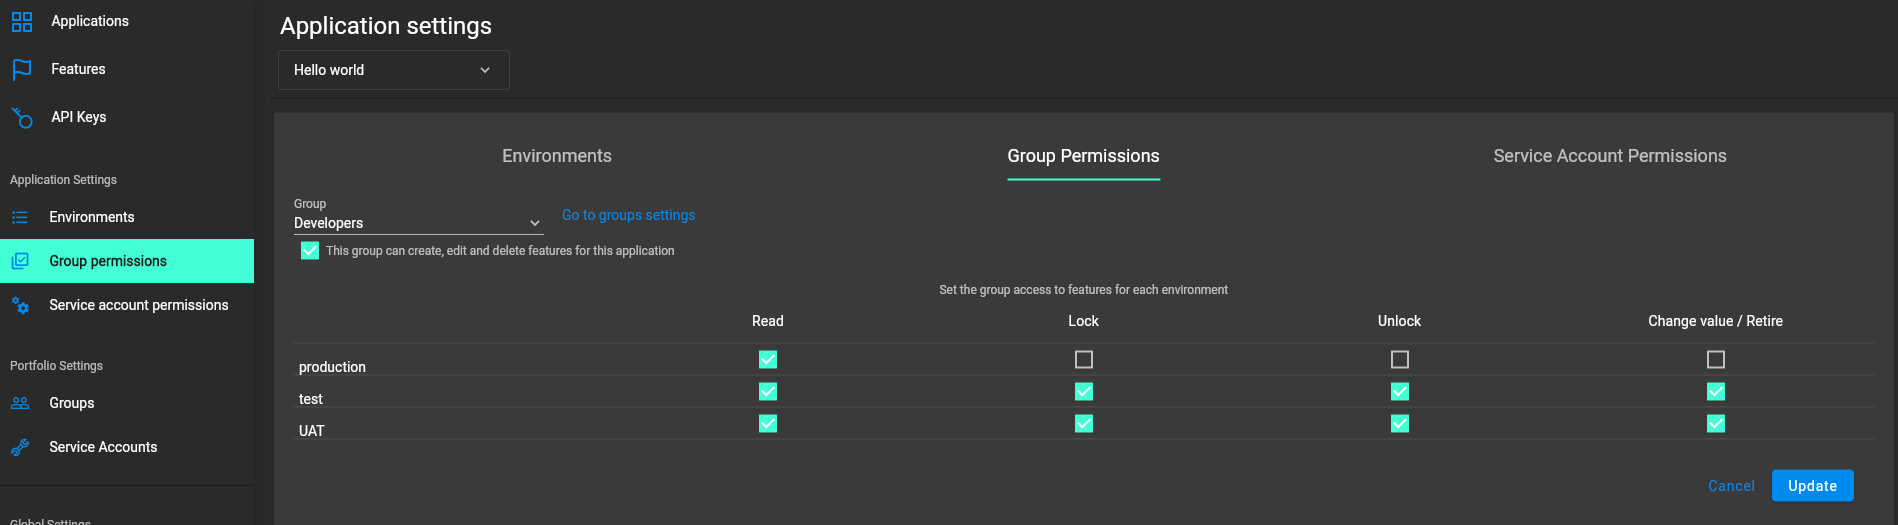 Applications
Features
API Keys
Application Settings
Environments
Group permissions
Service account permissions
Portfolio Settings
Groups
Service Accounts
Global Settings
Application settings
Hello world
Environments
Group Permissions
Service Account Permissions
Group
Developers
Go to groups settings
This group can create, edit and delete features for this application
Set the group access to features for each environment
Read Lock Unlock Change value / Retire
production
test
UAT
Cancel Update